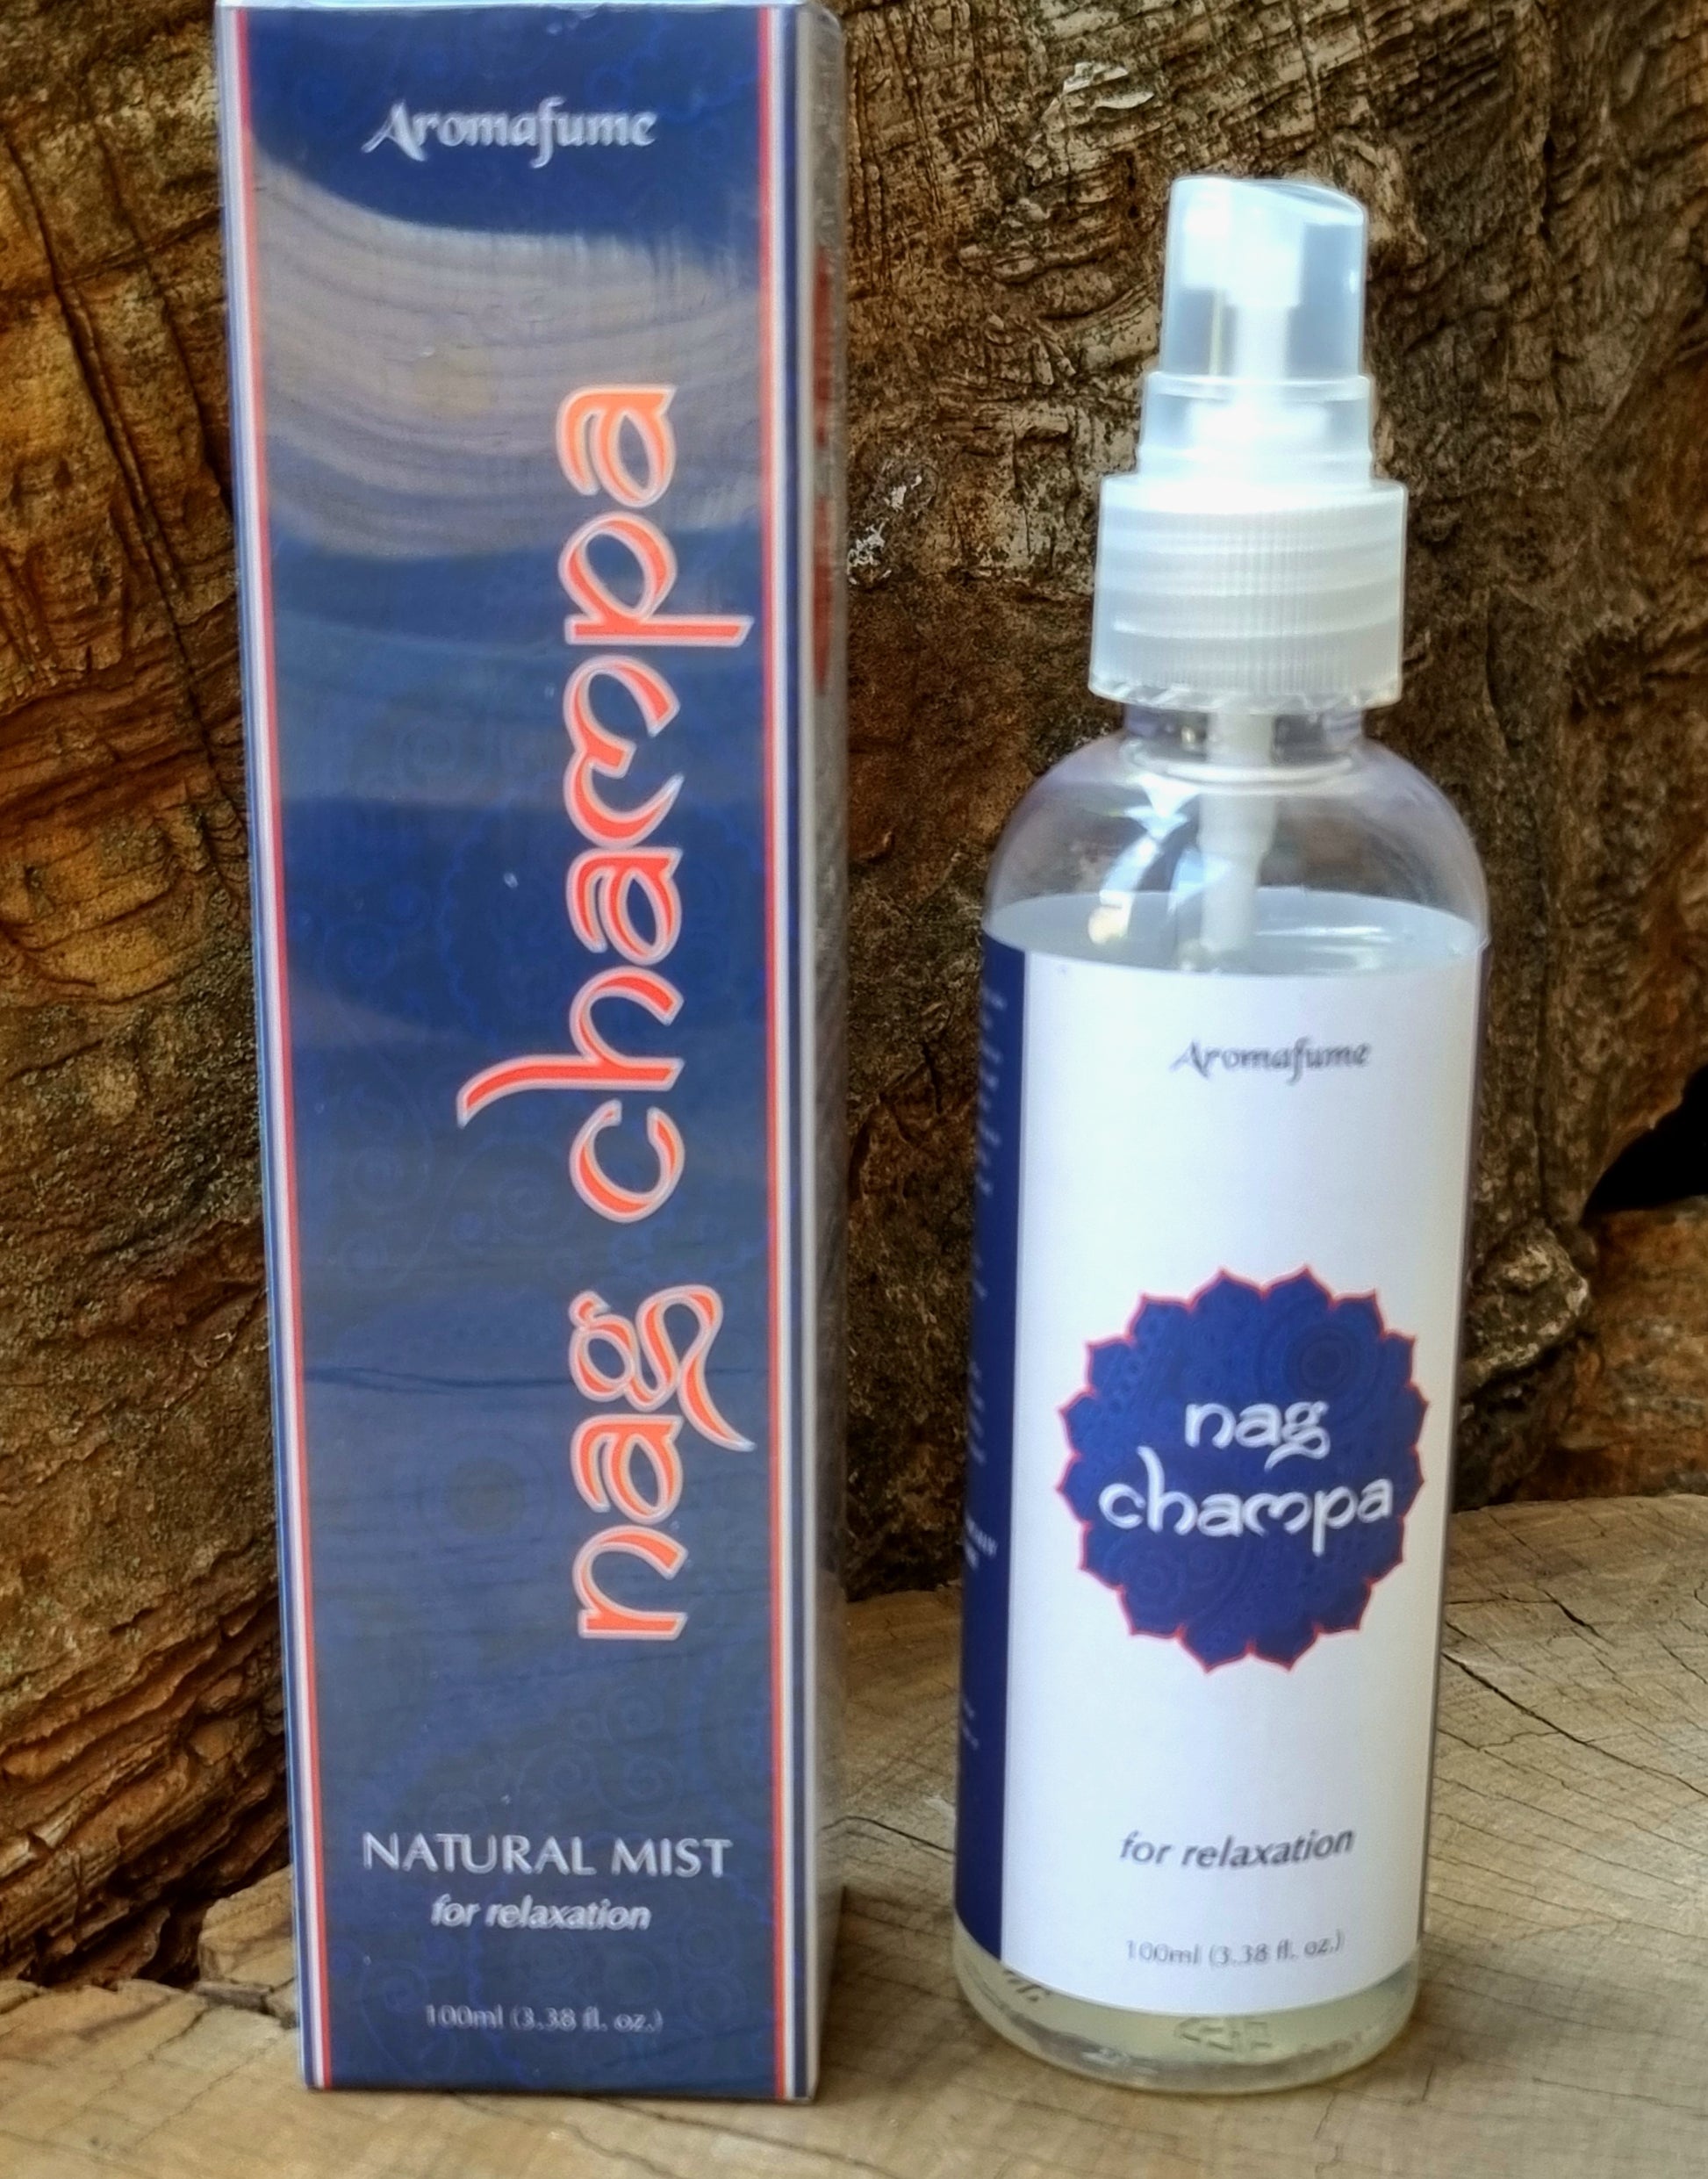 Aromafume
nag champa
NATURAL MIST
for relaxation
100ml (3.38 fl. oz.)
Aromafume
nag
champa
for relaxation
100ml (3.38 fl. oz.)